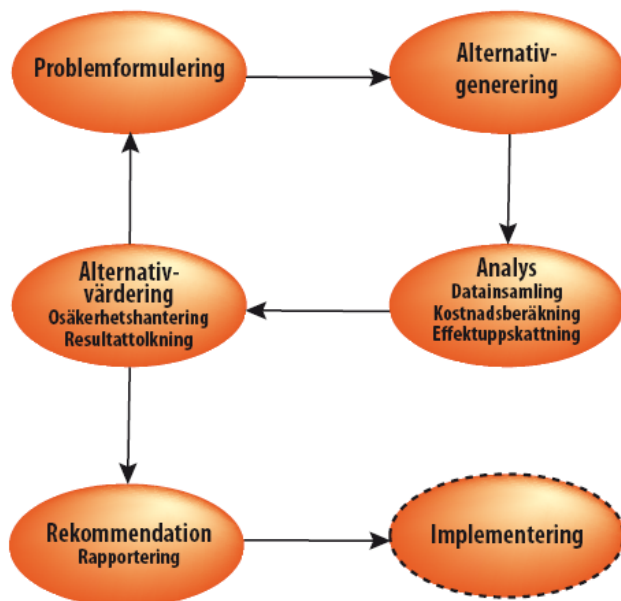 Problemformulering
Alternativ-
generering
Alternativ-
värdering
Osäkerhetshantering
Resultattolkning
Analys
Datainsamling
Kostnadsberäkning
Effektuppskattning
Rekommendation
Rapportering
Implementering